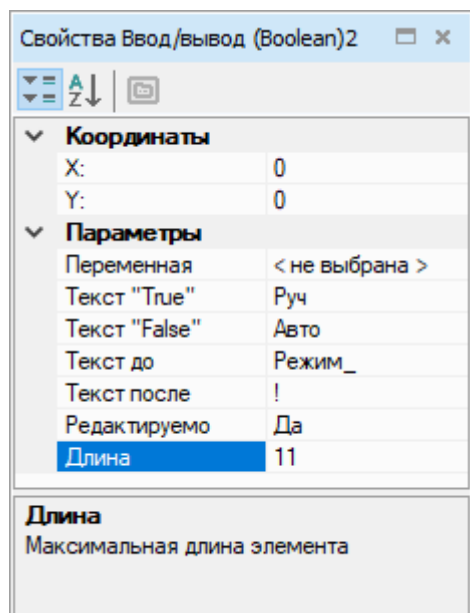 Свойства Ввод/вывод (Boolean)2
A
Z
Координаты
X: 0
Y: 0
Параметры
Переменная < не выбрана >
Текст "True" Руч
Текст "False" Авто
Текст до Режим_
Текст после !
Редактируемо Да
Длина 11
Длина
Максимальная длина элемента